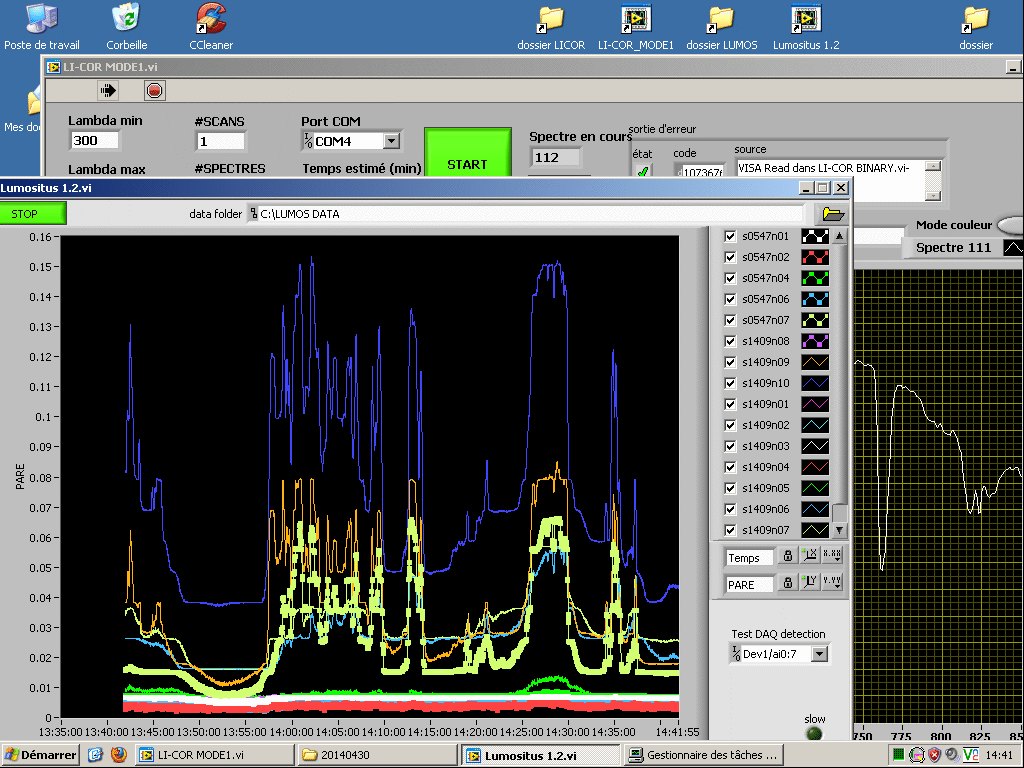 Poste de travail
Corbeille
CCleaner
dossier LICOR
LI-COR_MODE1
dossier LUMOS
Lumositus 1.2
dossier
Mes do
LI-COR MODE1.vi
Lambda min
300
#SCANS
1
Port COM
COM4
START
Spectre en cours
112
sortie d'erreur
état
code
source
VISA Read dans LI-COR BINARY.vi-
Lambda max
#SPECTRES
Temps estimé (min)
Mode couleur
Spectre 111
Lumositus 1.2.vi
STOP
data folder
C:\LUMOS DATA
PARE
0.16
0.15
0.14
0.13
0.12
0.11
0.1
0.09
0.08
0.07
0.06
0.05
0.04
0.03
0.02
0.01
0
13:35:00 13:40:00 13:45:00 13:50:00 13:55:00 14:00:00 14:05:00 14:10:00 14:15:00 14:20:00 14:25:00 14:30:00 14:35:00 14:41:55
s0547n01
s0547n02
s0547n04
s0547n06
s0547n07
s1409n08
s1409n09
s1409n10
s1409n01
s1409n02
s1409n03
s1409n04
s1409n05
s1409n06
s1409n07
Temps
PARE
Test DAQ detection
Dev1/ai0:7
slow
750 775 800 825 85
Démarrer
LI-COR MODE1.vi
20140430
Lumositus 1.2.vi
Gestionnaire des tâches ...
14:41